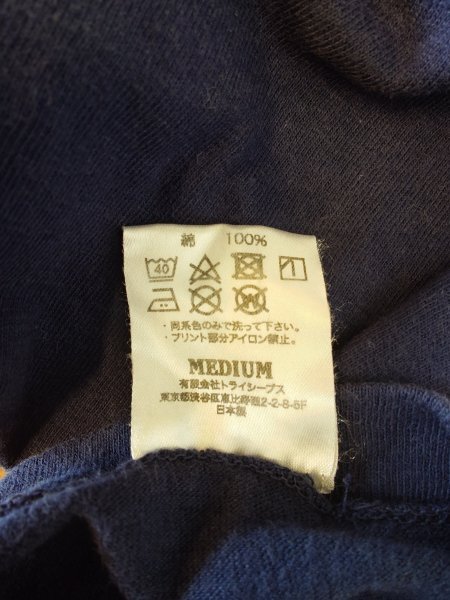 綿 100%
40
W
・同系色のみで洗って下さい。
・プリント部分アイロン禁止。
MEDIUM
有限会社トライシープス
東京都渋谷区恵比寿西2-2-8-5F
日本製